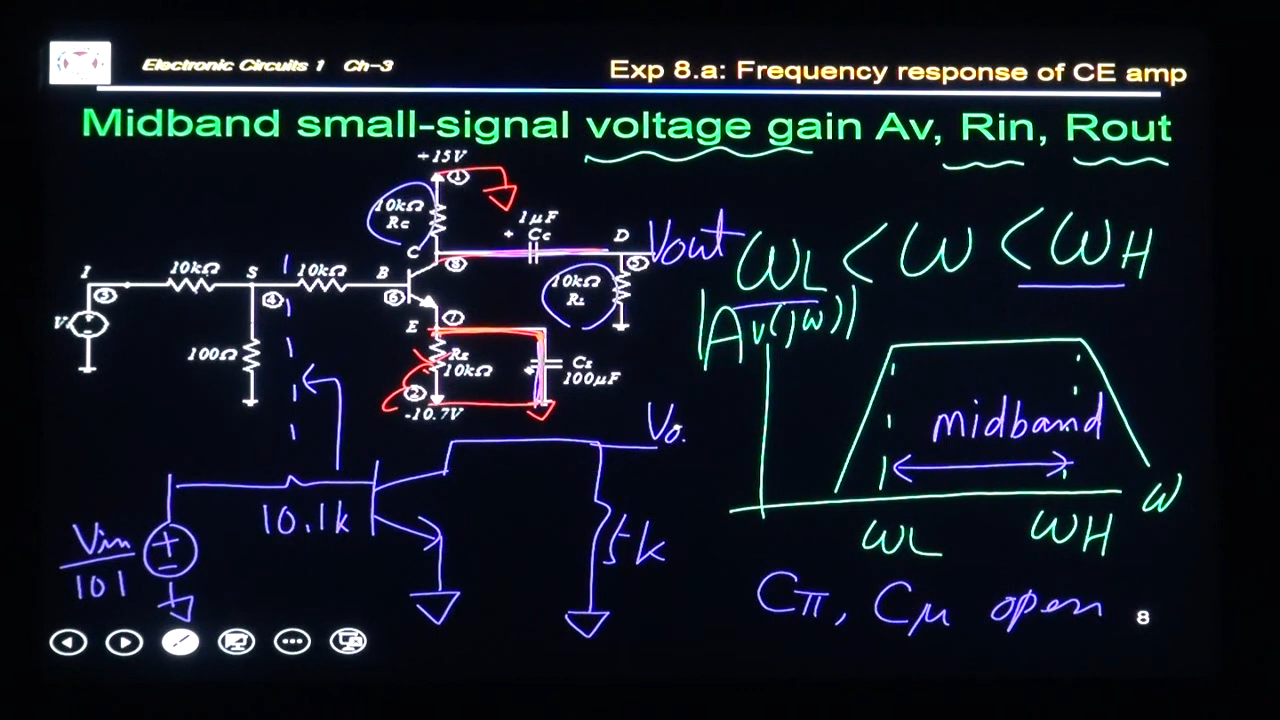 Electronic Circuits 1 Ch-3
Exp 8.a: Frequency response of CE amp
Midband small-signal voltage gain Av, Rin, Rout
+15V
1
10kΩ
Rc
1μF
+ Cc
D
Vout
C
8
5
I
10kΩ
S
10kΩ
B
3
4
6
10kΩ
RL
V
100Ω
E
7
RE
10kΩ
CE
100μF
2
-10.7V
ωL < ω < ωH
|Av(jω)|
midband
ωL
ωH
ω
Vo.
10.1k
Vin
101
5k
Cπ, Cμ open
8